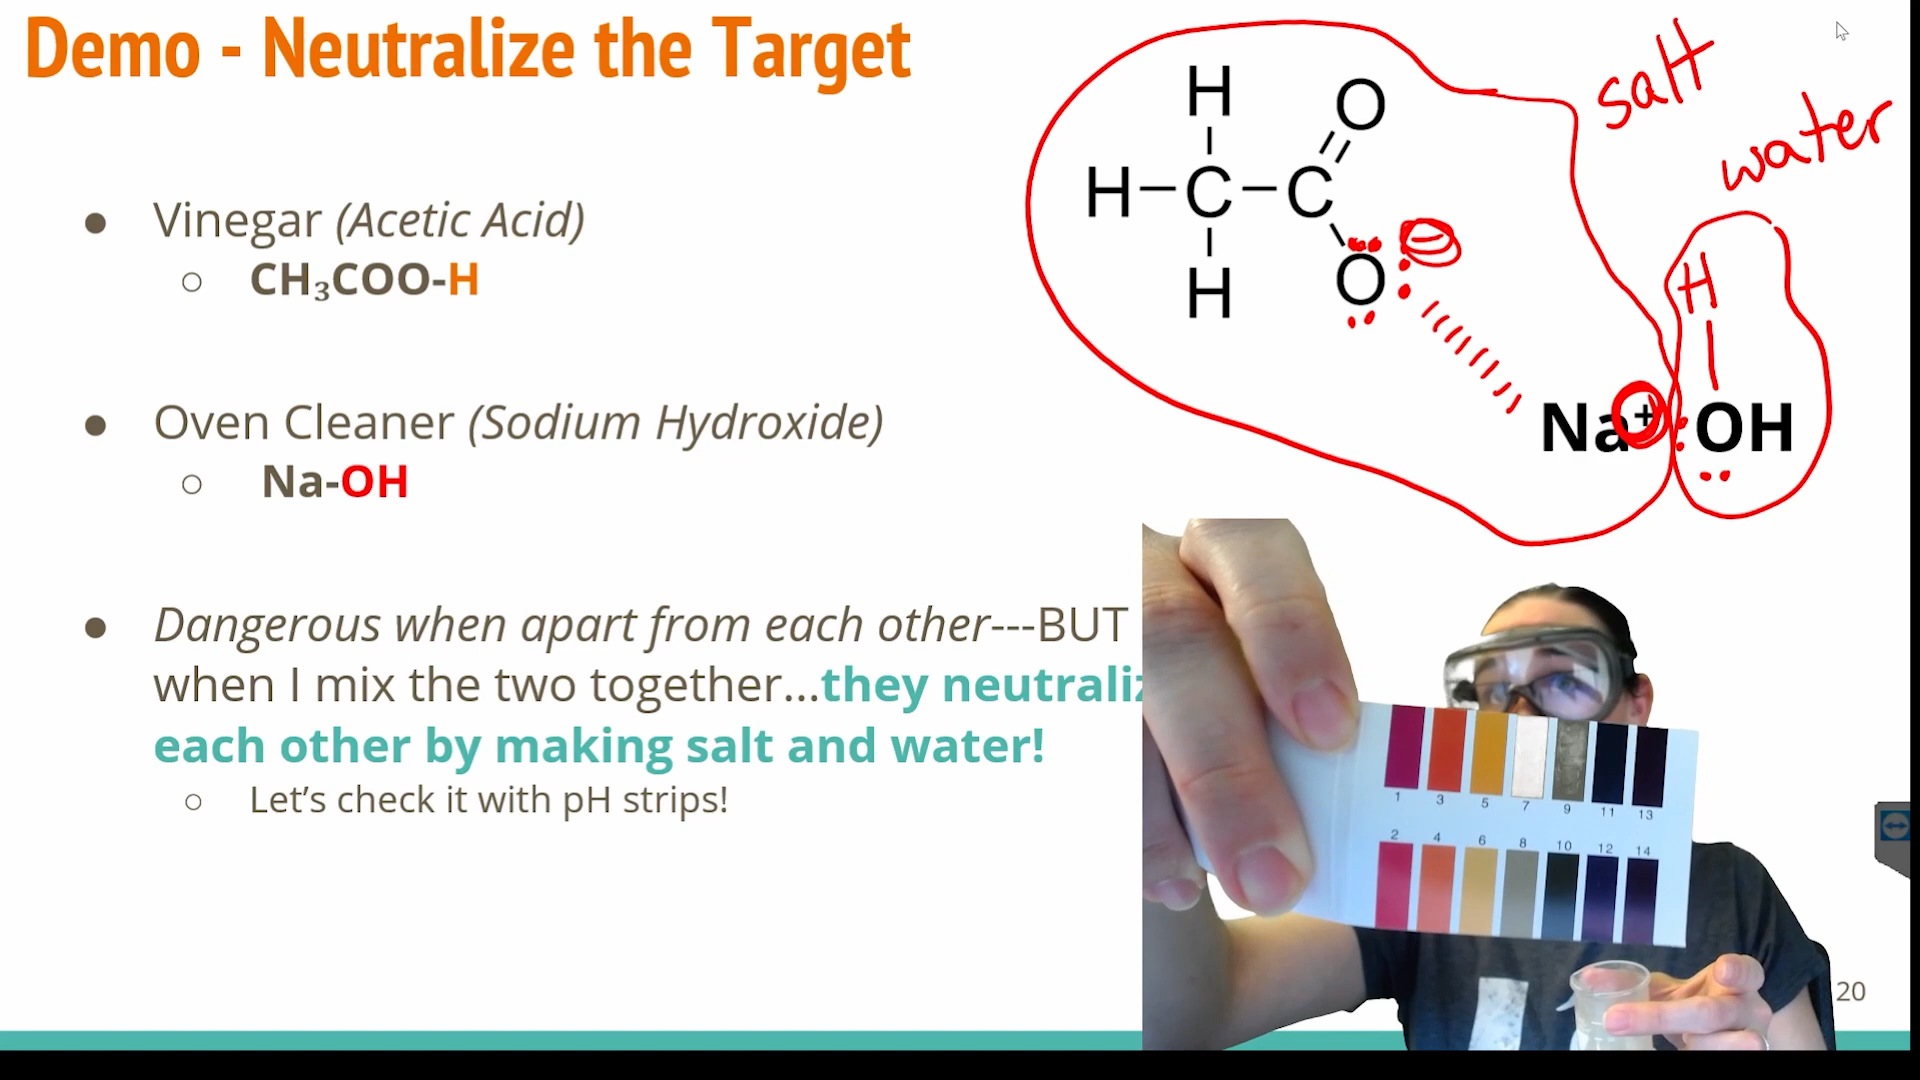 Demo - Neutralize the Target
Vinegar (Acetic Acid)
CH₃COO-H
Oven Cleaner (Sodium Hydroxide)
Na-OH
Dangerous when apart from each other---BUT
when I mix the two together...they neutraliz
each other by making salt and water!
Let's check it with pH strips!
salt
water
H O
H–C–C
H O
H
Na⁺ :OH
1 3 5 7 9 11 13
2 4 6 8 10 12 14
20